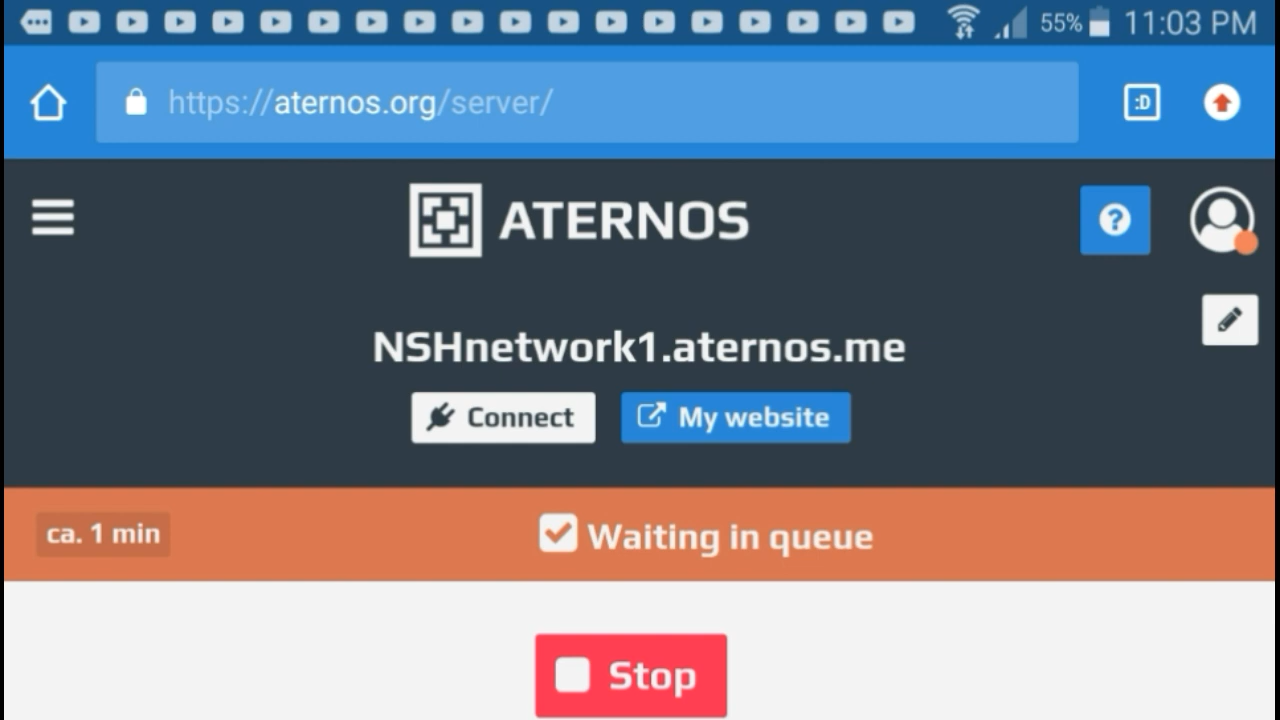 55% 11:03 PM
https://aternos.org/server/
:D
ATERNOS
?
NSHnetwork1.aternos.me
Connect
My website
ca. 1 min
Waiting in queue
Stop